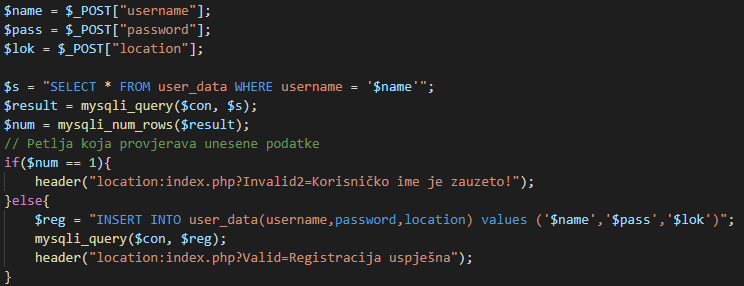 $name = $_POST["username"];
$pass = $_POST["password"];
$lok = $_POST["location"];

$s = "SELECT * FROM user_data WHERE username = '$name'";
$result = mysqli_query($con, $s);
$num = mysqli_num_rows($result);
// Petlja koja provjerava unesene podatke
if($num == 1){
    header("location:index.php?Invalid2=Korisničko ime je zauzeto!");
}else{
    $reg = "INSERT INTO user_data(username,password,location) values ('$name','$pass','$lok')";
    mysqli_query($con, $reg);
    header("location:index.php?Valid=Registracija uspješna");
}